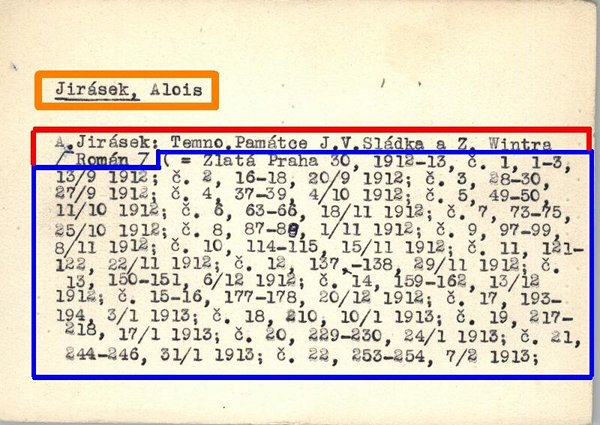 Jirásek, Alois
A. Jirásek: Temno. Památce J.V.Sládka a Z. Wintra
/ Román / ( = Zlatá Praha 30, 1912-13, č. 1, 1-3,
13/9 1912; č. 2, 16-18, 20/9 1912; č. 3, 28-30,
27/9 1912; č. 4, 37-39, 4/10 1912; č. 5, 49-50,
11/10 1912; č. 6, 63-66, 18/11 1912; č. 7, 73-75,
25/10 1912; č. 8, 87-89, 1/11 1912; č. 9, 97-99,
8/11 1912; č. 10, 114-115, 15/11 1912; č. 11, 121-
122, 22/11 1912; č. 12, 137,-138, 29/11 1912; č.
13, 150-151, 6/12 1912; č. 14, 159-162, 13/12
1912; č. 15-16, 177-178, 20/12 1912; č. 17, 193-
194, 3/1 1913; č. 18, 210, 10/1 1913; č. 19, 217-
218, 17/1 1913; č. 20, 229-230, 24/1 1913; č. 21,
244-246, 31/1 1913; č. 22, 253-254, 7/2 1913;